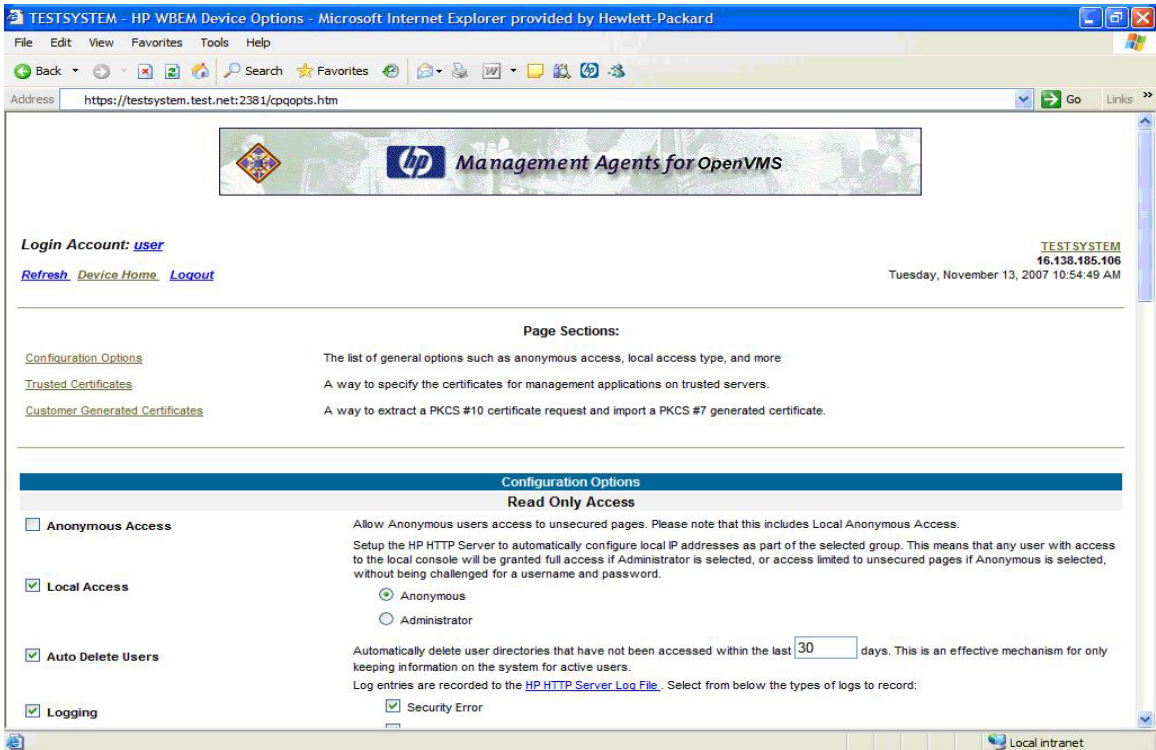 TESTSYSTEM - HP WBEM Device Options - Microsoft Internet Explorer provided by Hewlett-Packard
File Edit View Favorites Tools Help
Back Search Favorites
Address https://testsystem.test.net:2381/cpqopts.htm Go Links »
hp Management Agents for OpenVMS
Login Account: user
TESTSYSTEM
16.138.185.106
Refresh Device Home Logout
Tuesday, November 13, 2007 10:54:49 AM
Page Sections:
Configuration Options The list of general options such as anonymous access, local access type, and more
Trusted Certificates A way to specify the certificates for management applications on trusted servers.
Customer Generated Certificates A way to extract a PKCS #10 certificate request and import a PKCS #7 generated certificate.
Configuration Options
Read Only Access
Anonymous Access Allow Anonymous users access to unsecured pages. Please note that this includes Local Anonymous Access.
Setup the HP HTTP Server to automatically configure local IP addresses as part of the selected group. This means that any user with access
to the local console will be granted full access if Administrator is selected, or access limited to unsecured pages if Anonymous is selected,
without being challenged for a username and password.
Local Access
Anonymous
Administrator
Auto Delete Users Automatically delete user directories that have not been accessed within the last 30 days. This is an effective mechanism for only
keeping information on the system for active users.
Log entries are recorded to the HP HTTP Server Log File . Select from below the types of logs to record:
Logging
Security Error
Local intranet